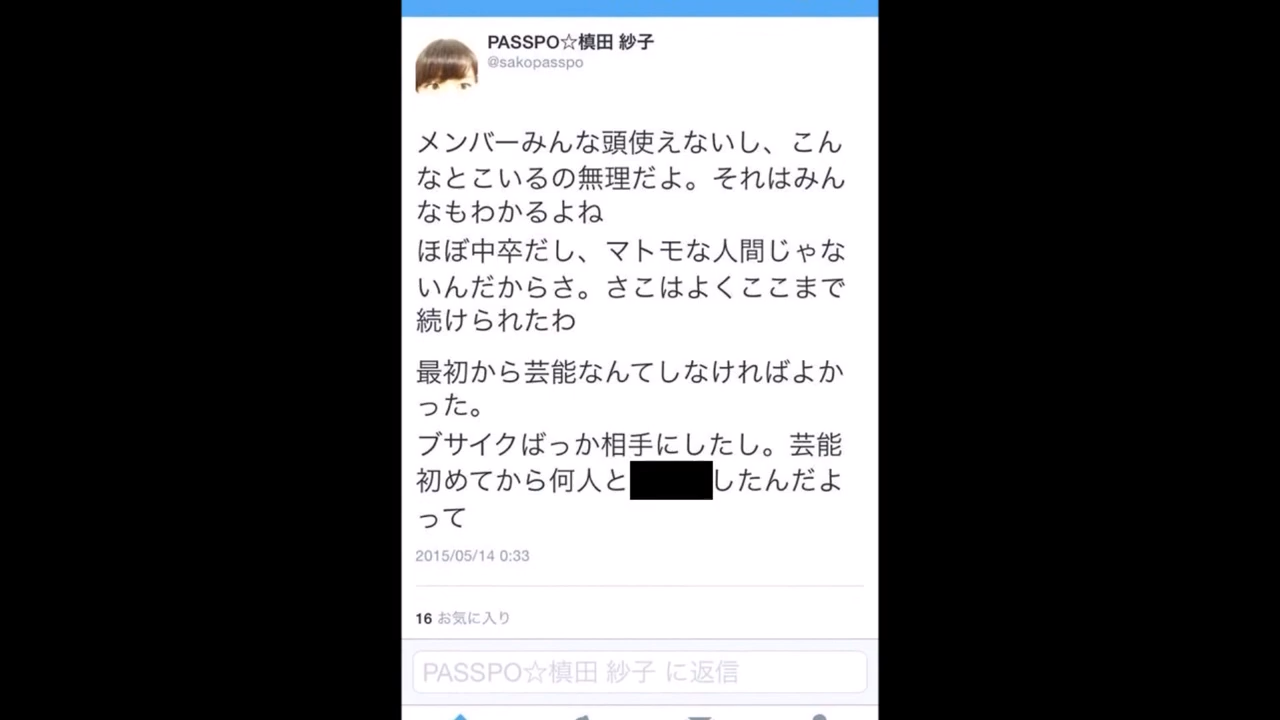 PASSPO☆槙田 紗子
@sakopasspo
メンバーみんな頭使えないし、こん
なとこいるの無理だよ。それはみん
なもわかるよね
ほぼ中卒だし、マトモな人間じゃな
いんだからさ。さこはよくここまで
続けられたわ
最初から芸能なんてしなければよか
った。
ブサイクばっか相手にしたし。芸能
初めてから何人と したんだよ
って
2015/05/14 0:33
16 お気に入り
PASSPO☆槙田 紗子 に返信